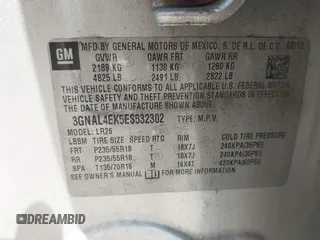 GM
MFD BY GENERAL MOTORS OF MEXICO, S. DE R.L. DE C.V.
GVWR GAWR FRT GAWR RR
2189 KG 1130 KG 1280 KG
4825 LB 2491 LB 2822 LB
THIS VEHICLE CONFORMS TO ALL APPLICABLE U.S. FEDERAL MOTOR
VEHICLE SAFETY AND THEFT PREVENTION STANDARDS IN EFFECT ON
THE DATE OF MANUFACTURE SHOWN ABOVE.
3GNAL4EK5ES532302 TYPE: M.P.V.
MODEL: LR26
TIRE SIZE SPEED RTG RIM COLD TIRE PRESSURE
FRT P235/55R18 T 18X7J 240KPA(35PSI)
RR P235/55R18 T 18X7J 240KPA(35PSI)
SPA T135/70R16 M 16X4T 420KPA(60PSI)
SEE OWNER'S MANUAL FOR ADDITIONAL INFORMATION